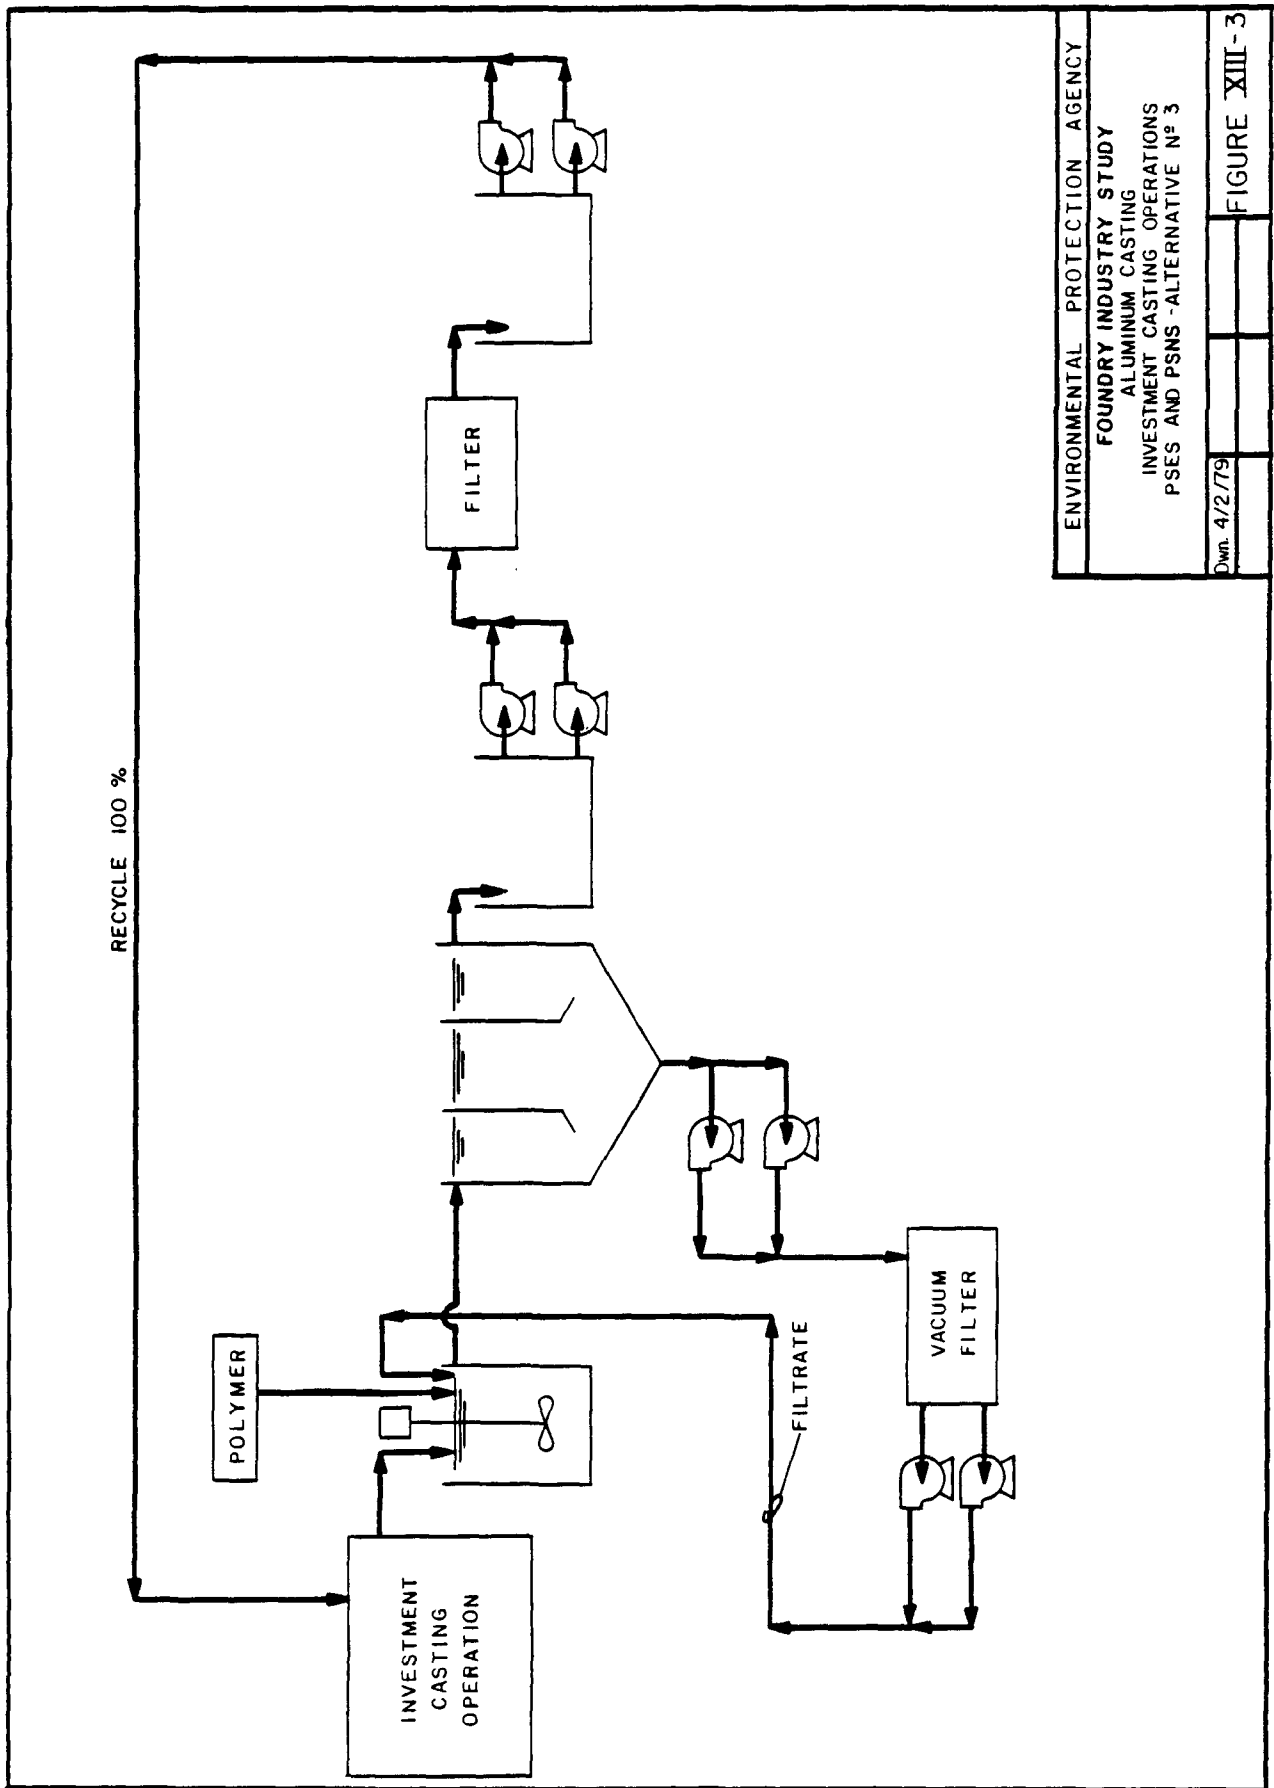 RECYCLE 100 %
INVESTMENT
CASTING
OPERATION
POLYMER
FILTER
FILTRATE
VACUUM
FILTER
ENVIRONMENTAL PROTECTION AGENCY
FOUNDRY INDUSTRY STUDY
ALUMINUM CASTING
INVESTMENT CASTING OPERATIONS
PSES AND PSNS - ALTERNATIVE Nº 3
Dwn. 4/2/79
FIGURE XIII-3